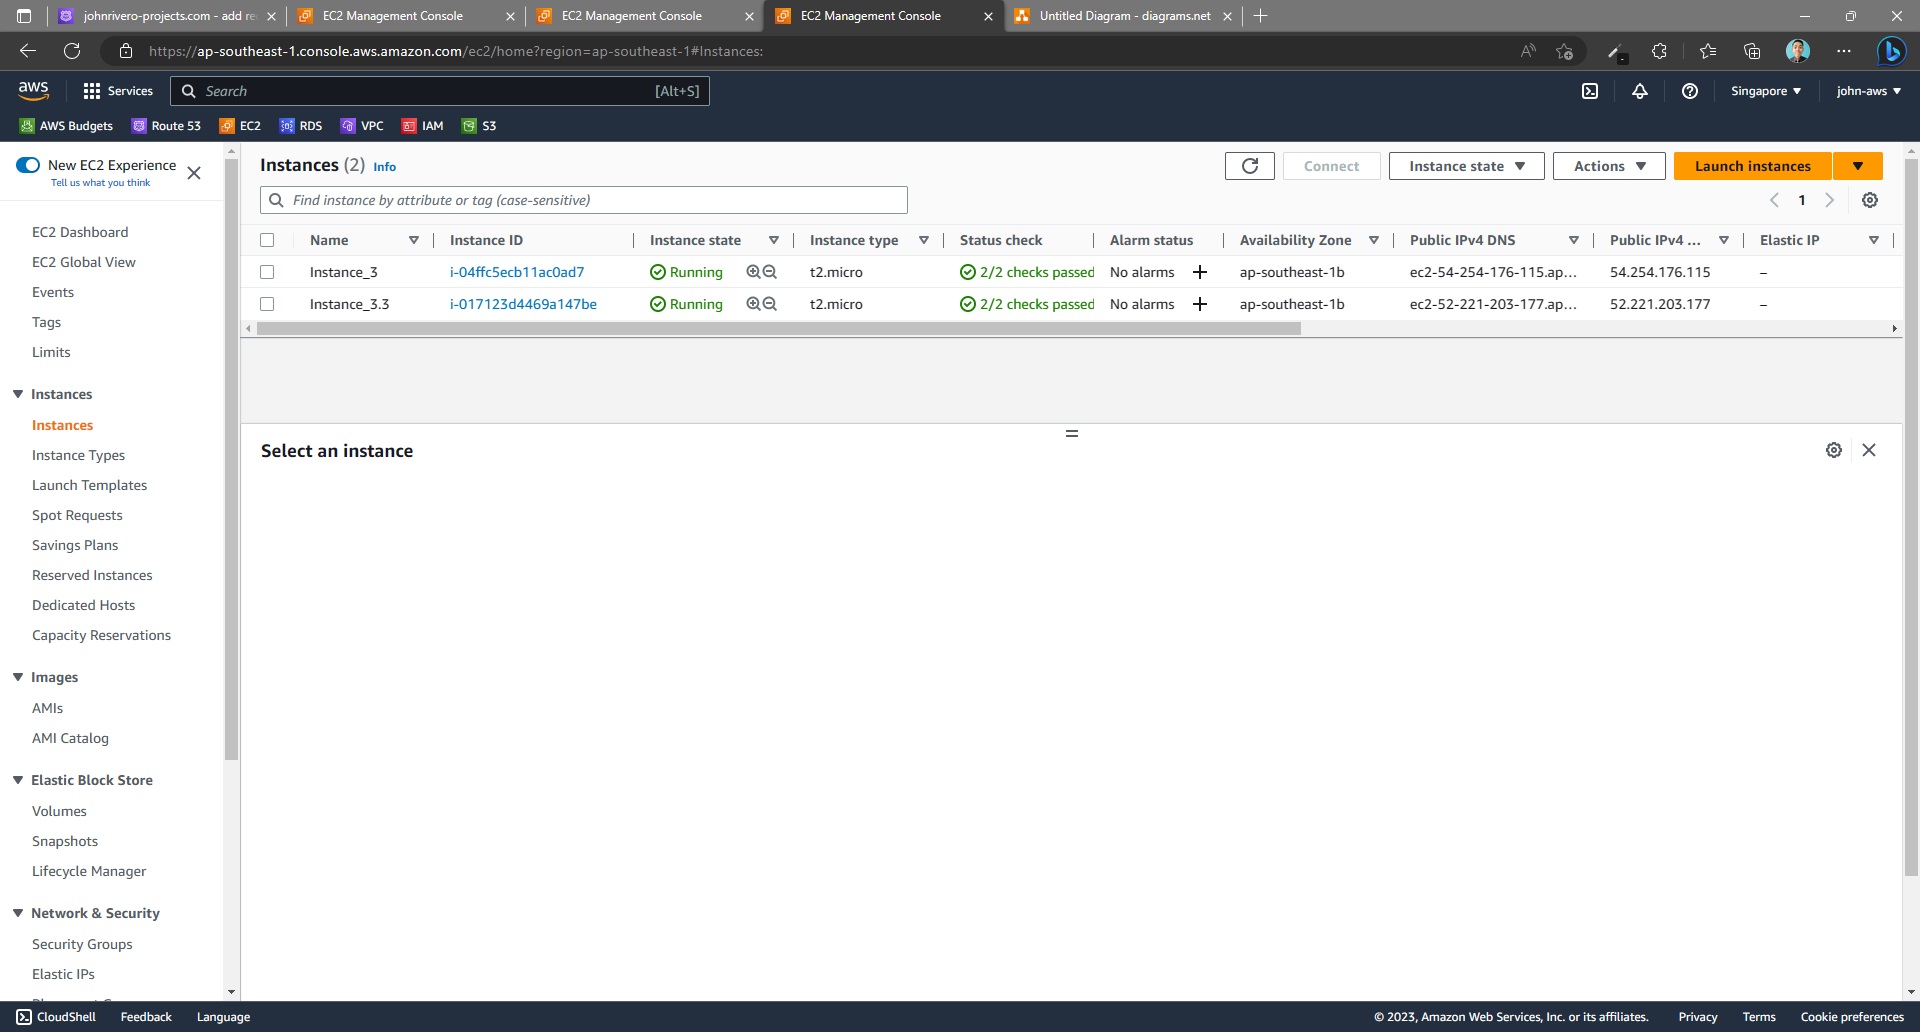 johnrivero-projects.com - add re
EC2 Management Console
EC2 Management Console
EC2 Management Console
Untitled Diagram - diagrams.net
https://ap-southeast-1.console.aws.amazon.com/ec2/home?region=ap-southeast-1#Instances:
aws
Services
Search
[Alt+S]
Singapore
john-aws
AWS Budgets
Route 53
EC2
RDS
VPC
IAM
S3
New EC2 Experience
Tell us what you think
EC2 Dashboard
EC2 Global View
Events
Tags
Limits
Instances
Instances
Instance Types
Launch Templates
Spot Requests
Savings Plans
Reserved Instances
Dedicated Hosts
Capacity Reservations
Images
AMIs
AMI Catalog
Elastic Block Store
Volumes
Snapshots
Lifecycle Manager
Network & Security
Security Groups
Elastic IPs
Instances (2) Info
Connect
Instance state
Actions
Launch instances
Find instance by attribute or tag (case-sensitive)
1
Name Instance ID Instance state Instance type Status check Alarm status Availability Zone Public IPv4 DNS Public IPv4 ... Elastic IP
Instance_3 i-04ffc5ecb11ac0ad7 Running t2.micro 2/2 checks passed No alarms + ap-southeast-1b ec2-54-254-176-115.ap... 54.254.176.115 –
Instance_3.3 i-017123d4469a147be Running t2.micro 2/2 checks passed No alarms + ap-southeast-1b ec2-52-221-203-177.ap... 52.221.203.177 –
Select an instance
CloudShell
Feedback
Language
© 2023, Amazon Web Services, Inc. or its affiliates.
Privacy
Terms
Cookie preferences